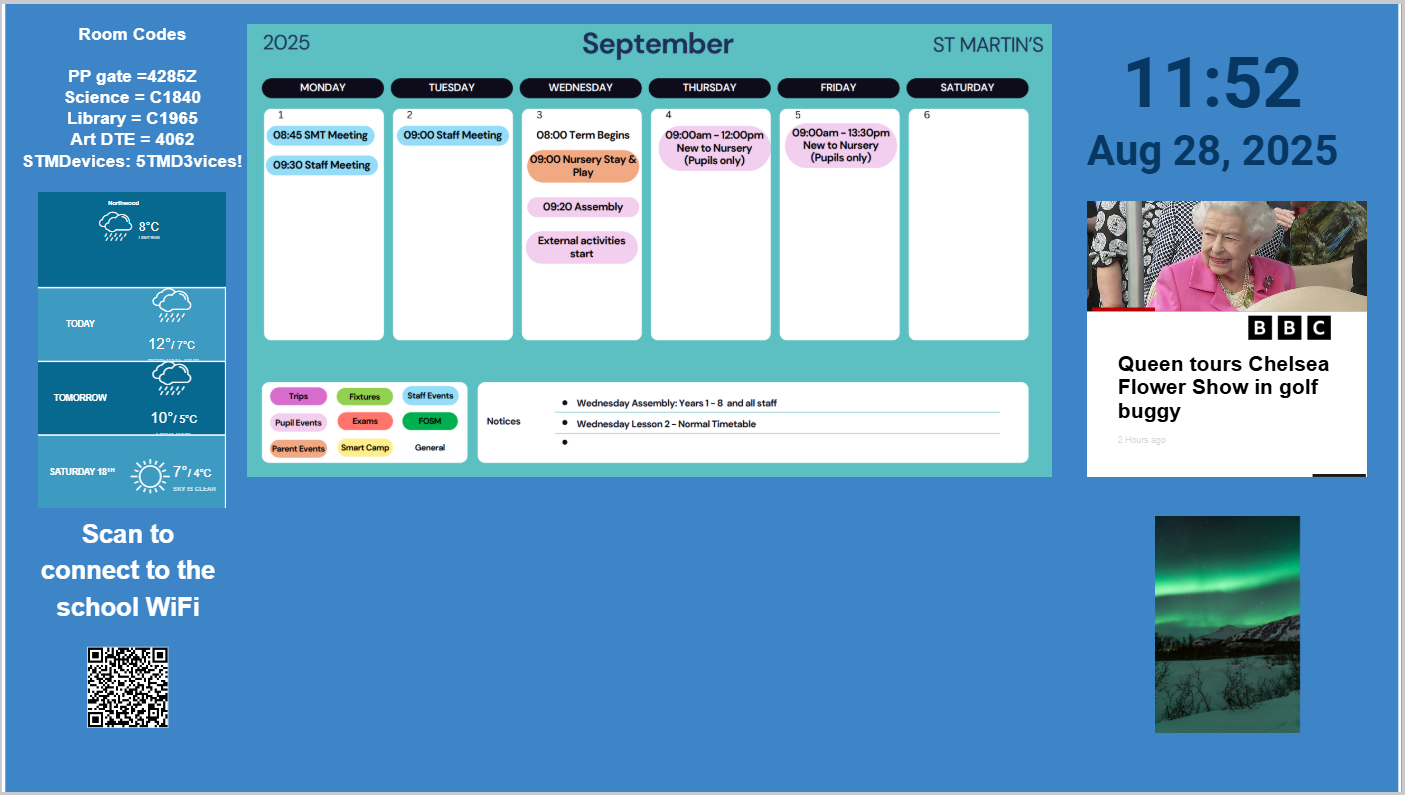 Room Codes
PP gate =4285Z
Science = C1840
Library = C1965
Art DTE = 4062
STMDevices: 5TMD3vices!
Northwood
8°C
LIGHT RAIN
TODAY
12°/ 7°C
TOMORROW
10°/ 5°C
SATURDAY 18TH
7°/ 4°C
SKY IS CLEAR
Scan to
connect to the
school WiFi
2025
September
ST MARTIN'S
MONDAY
TUESDAY
WEDNESDAY
THURSDAY
FRIDAY
SATURDAY
1
08:45 SMT Meeting
09:30 Staff Meeting
2
09:00 Staff Meeting
3
08:00 Term Begins
09:00 Nursery Stay &
Play
09:20 Assembly
External activities
start
4
09:00am - 12:00pm
New to Nursery
(Pupils only)
5
09:00am - 13:30pm
New to Nursery
(Pupils only)
6
Trips
Fixtures
Staff Events
Pupil Events
Exams
FOSM
Parent Events
Smart Camp
General
Notices
Wednesday Assembly: Years 1 - 8 and all staff
Wednesday Lesson 2 - Normal Timetable
11:52
Aug 28, 2025
BBC
Queen tours Chelsea
Flower Show in golf
buggy
2 Hours ago